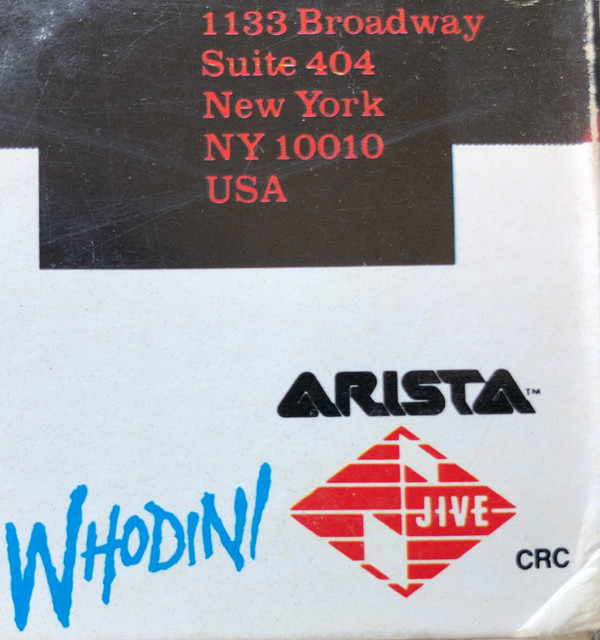 1133 Broadway
Suite 404
New York
NY 10010
USA
ARISTA™
WHODINI
JIVE
CRC